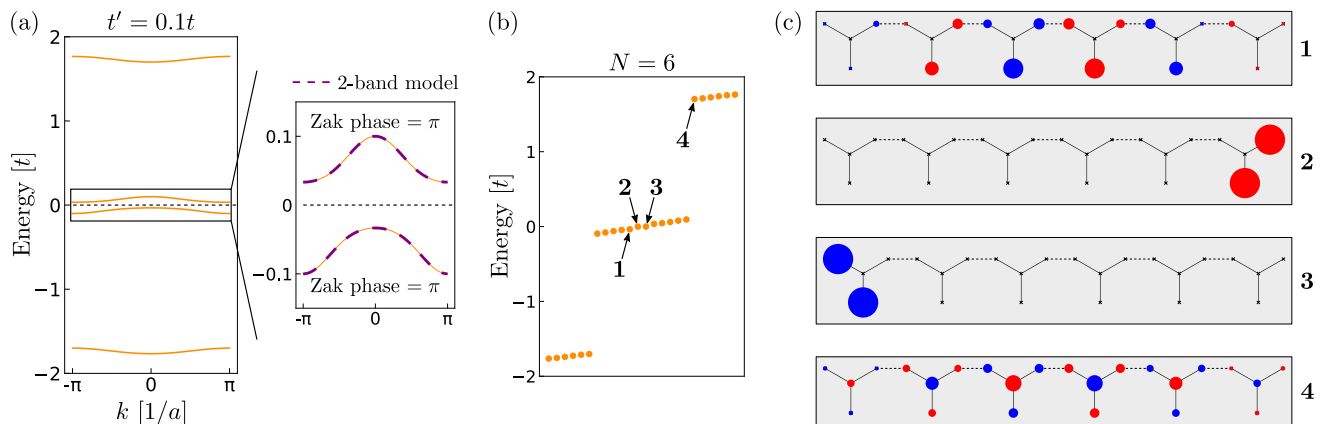 (a)
t′ = 0.1t
2
1
0
−1
−2
Energy [t]
-π
0
π
k [1/a]
2-band model
Zak phase = π
0.1
0
−0.1
Zak phase = π
-π
0
π
(b)
N = 6
2
1
0
−1
−2
Energy [t]
4
2
3
1
(c)
1
2
3
4